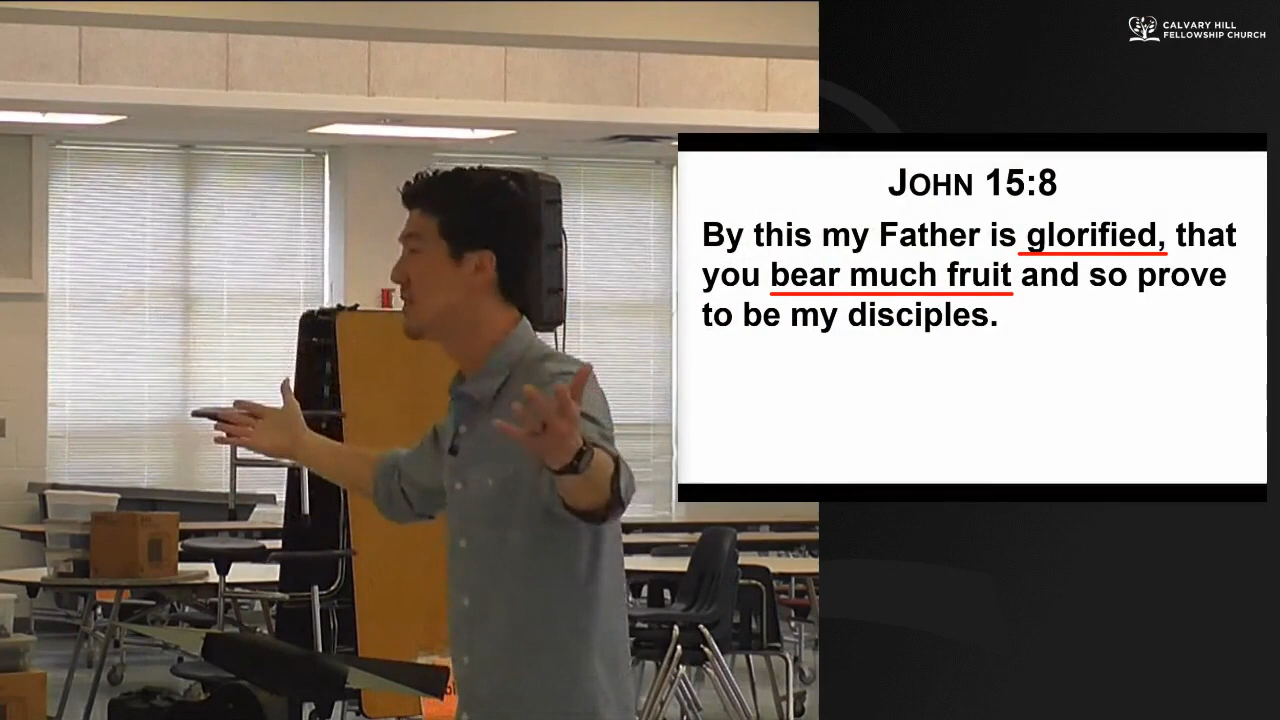 CALVARY HILL
FELLOWSHIP CHURCH
JOHN 15:8
By this my Father is glorified, that
you bear much fruit and so prove
to be my disciples.